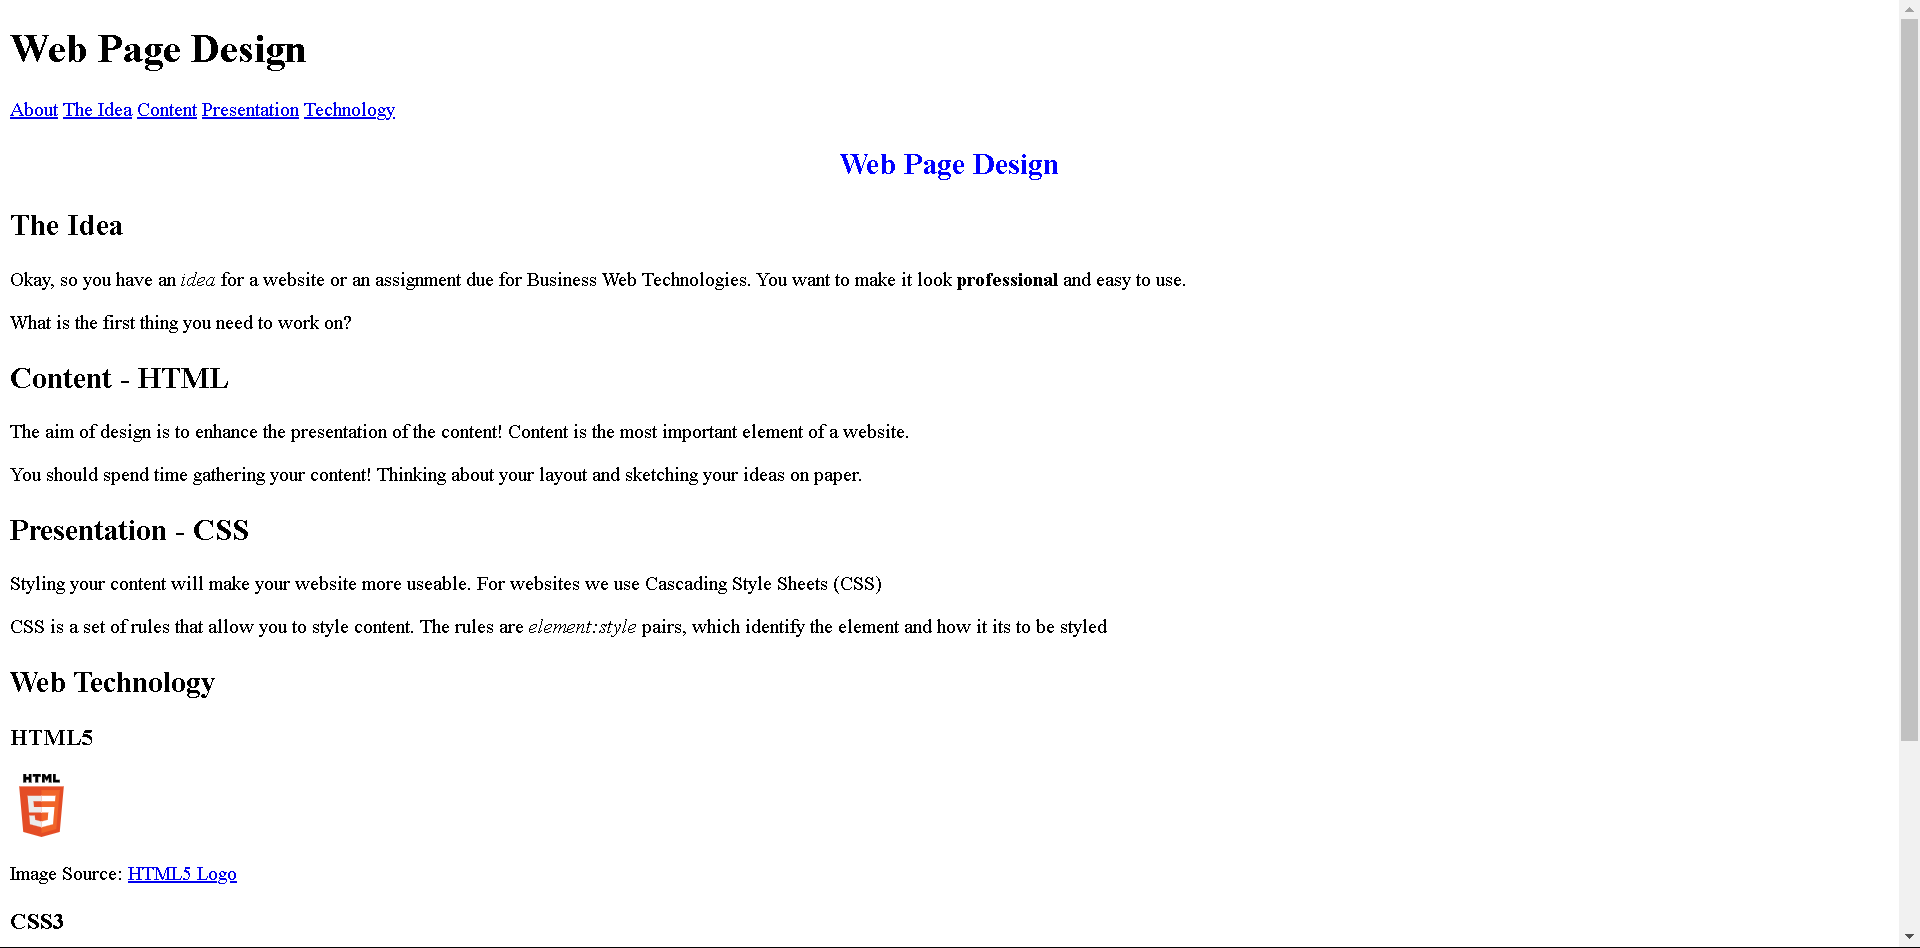 Web Page Design
About The Idea Content Presentation Technology
Web Page Design
The Idea
Okay, so you have an idea for a website or an assignment due for Business Web Technologies. You want to make it look professional and easy to use.
What is the first thing you need to work on?
Content - HTML
The aim of design is to enhance the presentation of the content! Content is the most important element of a website.
You should spend time gathering your content! Thinking about your layout and sketching your ideas on paper.
Presentation - CSS
Styling your content will make your website more useable. For websites we use Cascading Style Sheets (CSS)
CSS is a set of rules that allow you to style content. The rules are element:style pairs, which identify the element and how it its to be styled
Web Technology
HTML5
HTML
5
Image Source: HTML5 Logo
CSS3